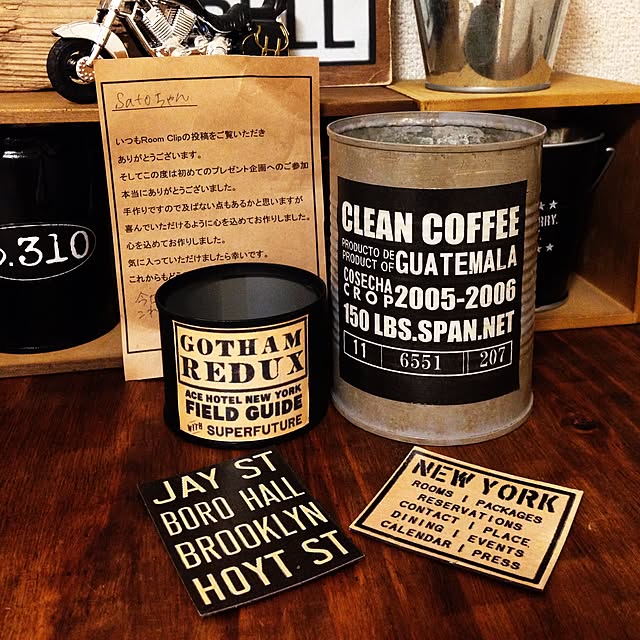 Satoちゃん
いつもRoom Clipの投稿をご覧いただき
ありがとうございます。
そしてこの度は初めてのプレゼント企画へのご参加
本当にありがとうございました。
手作りですので及ばない点もあるかと思いますが
喜んでいただけるように心を込めてお作りしました。
心を込めてお作りしました。
気に入っていただけましたら幸いです。
これからもどう
.310
CLEAN COFFEE
PRODUCTO DE
PRODUCT OF GUATEMALA
COSECHA
CROP 2005-2006
150 LBS.SPAN.NET
11 6551 207
GOTHAM
REDUX
ACE HOTEL NEW YORK
FIELD GUIDE
WITH SUPERFUTURE
JAY ST
BORO HALL
BROOKLYN
HOYT ST
NEW YORK
ROOMS | PACKAGES
RESERVATIONS
CONTACT | PLACE
DINING | EVENTS
CALENDAR | PRESS